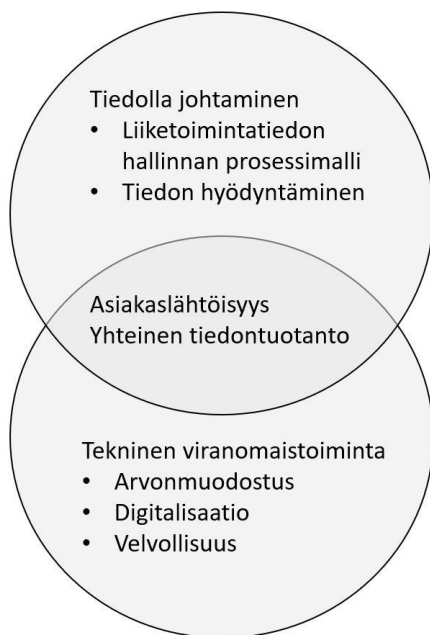 Tiedolla johtaminen
• Liiketoimintatiedon
hallinnan prosessimalli
• Tiedon hyödyntäminen
Asiakaslähtöisyys
Yhteinen tiedontuotanto
Tekninen viranomaistoiminta
• Arvonmuodostus
• Digitalisaatio
• Velvollisuus